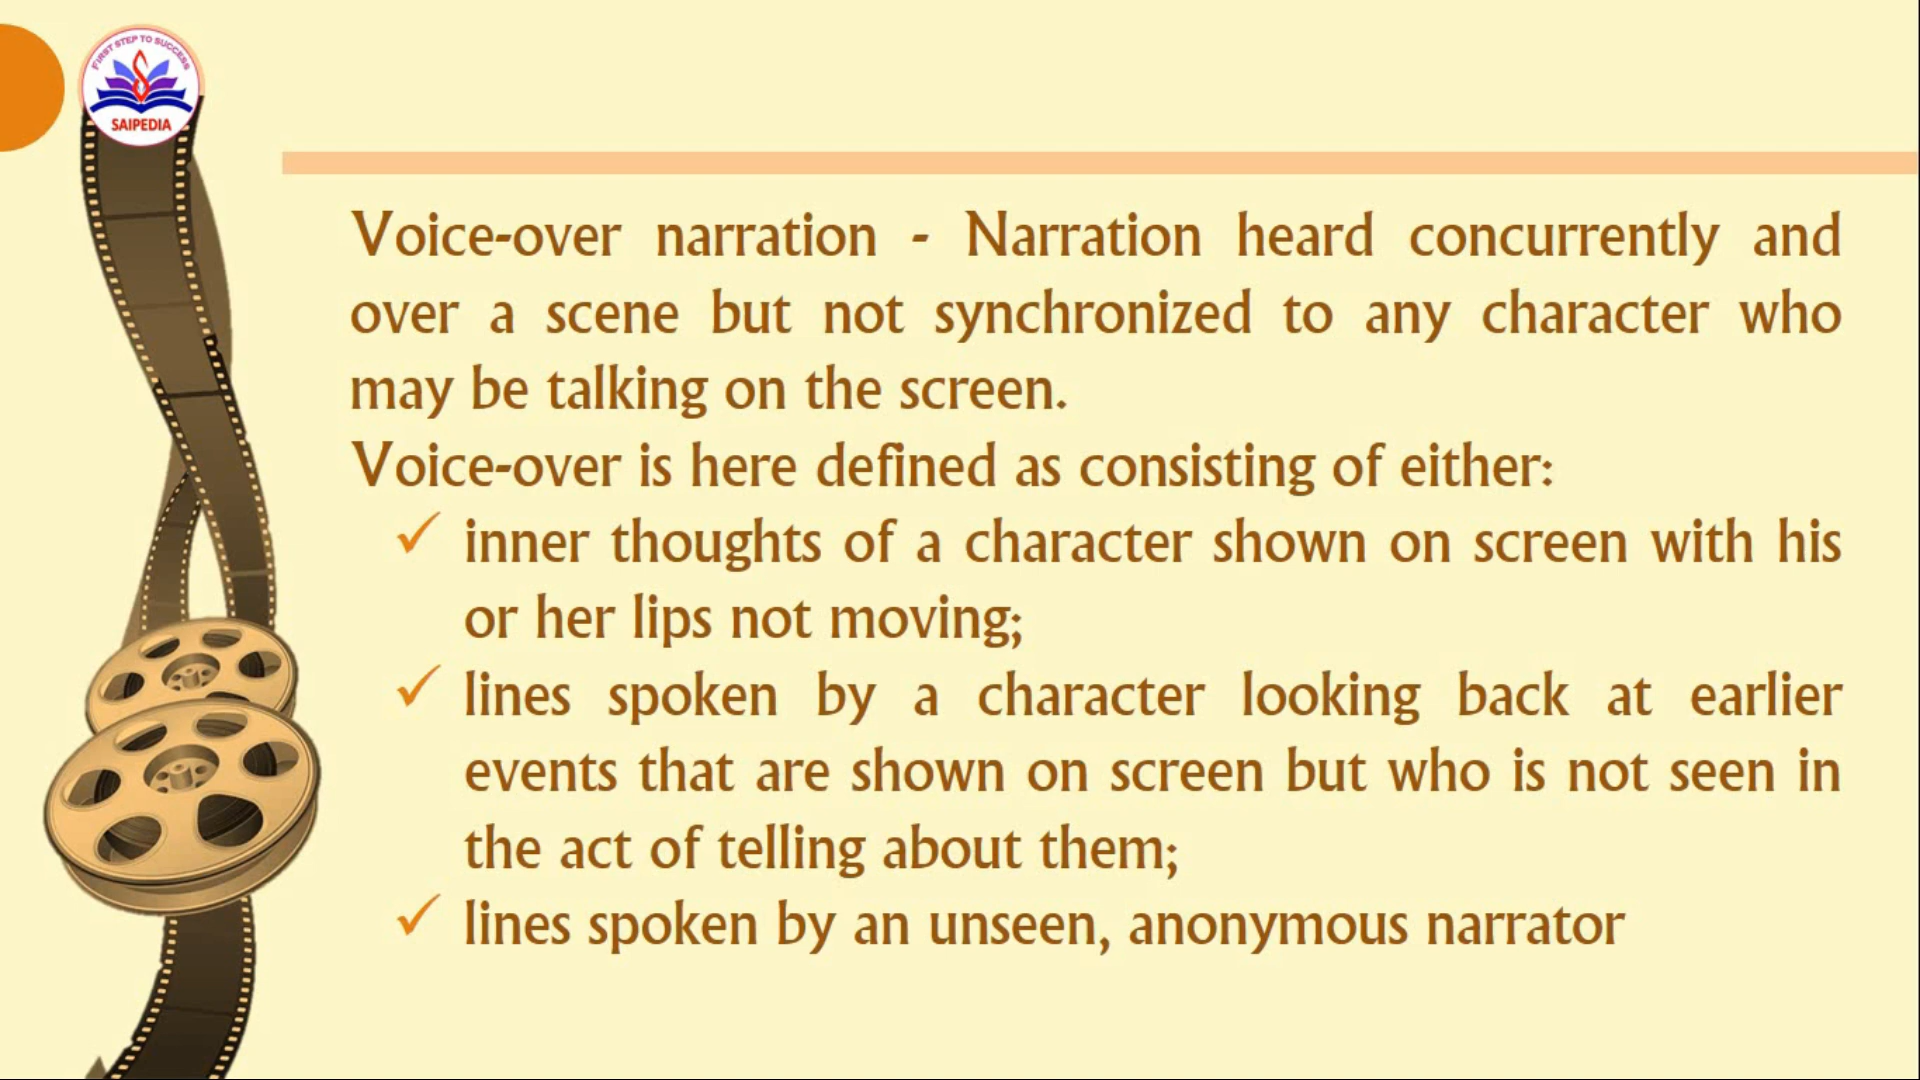 FIRST STEP TO SUCCESS
SAIPEDIA
Voice-over narration - Narration heard concurrently and
over a scene but not synchronized to any character who
may be talking on the screen.
Voice-over is here defined as consisting of either:
✓ inner thoughts of a character shown on screen with his
or her lips not moving;
✓ lines spoken by a character looking back at earlier
events that are shown on screen but who is not seen in
the act of telling about them;
✓ lines spoken by an unseen, anonymous narrator